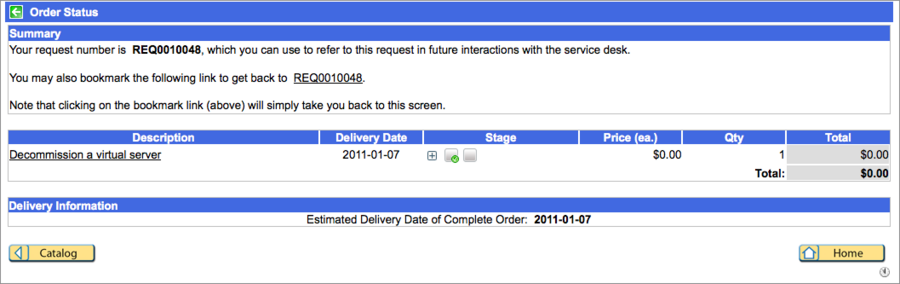 Order Status
Summary
Your request number is REQ0010048, which you can use to refer to this request in future interactions with the service desk.
You may also bookmark the following link to get back to REQ0010048.
Note that clicking on the bookmark link (above) will simply take you back to this screen.
Description Delivery Date Stage Price (ea.) Qty Total
Decommission a virtual server 2011-01-07 $0.00 1 $0.00
Total: $0.00
Delivery Information
Estimated Delivery Date of Complete Order: 2011-01-07
Catalog Home